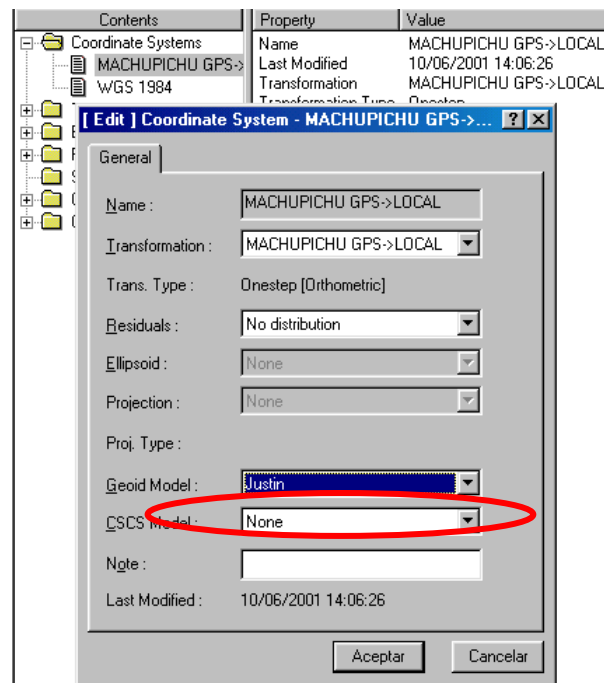 Contents Property Value
Coordinate Systems Name MACHUPICHU GPS->LOCAL
MACHUPICHU GPS-> Last Modified 10/06/2001 14:06:26
WGS 1984 Transformation MACHUPICHU GPS->LOCAL
Transformation Type Onestep
[ Edit ] Coordinate System - MACHUPICHU GPS->...
General
Name : MACHUPICHU GPS->LOCAL
Transformation : MACHUPICHU GPS->LOCAL
Trans. Type : Onestep [Orthometric]
Residuals : No distribution
Ellipsoid : None
Projection : None
Proj. Type :
Geoid Model : Justin
CSCS Model : None
Note :
Last Modified : 10/06/2001 14:06:26
Aceptar Cancelar